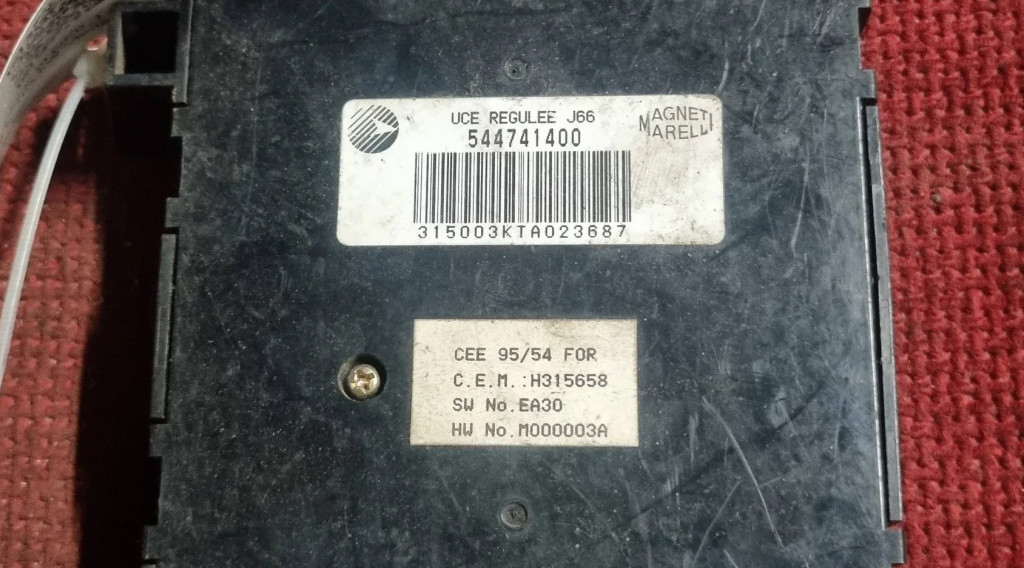 UCE REGULEE J66
544741400
MAGNETI
MARELLI
315003KTA023687
CEE 95/54 FOR
C.E.M.:H315658
SW No.EA30
HW No.M000003A